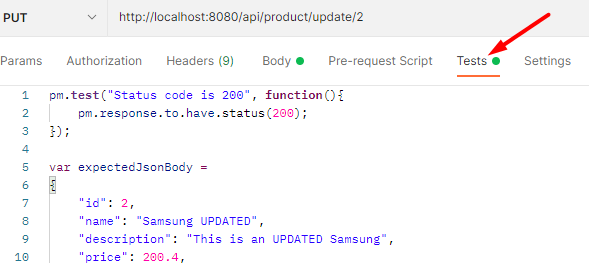 PUT http://localhost:8080/api/product/update/2
Params Authorization Headers (9) Body Pre-request Script Tests Settings
1 pm.test("Status code is 200", function(){
2 pm.response.to.have.status(200);
3 });
4
5 var expectedJsonBody =
6 {
7 "id": 2,
8 "name": "Samsung UPDATED",
9 "description": "This is an UPDATED Samsung",
10 "price": 200.4,